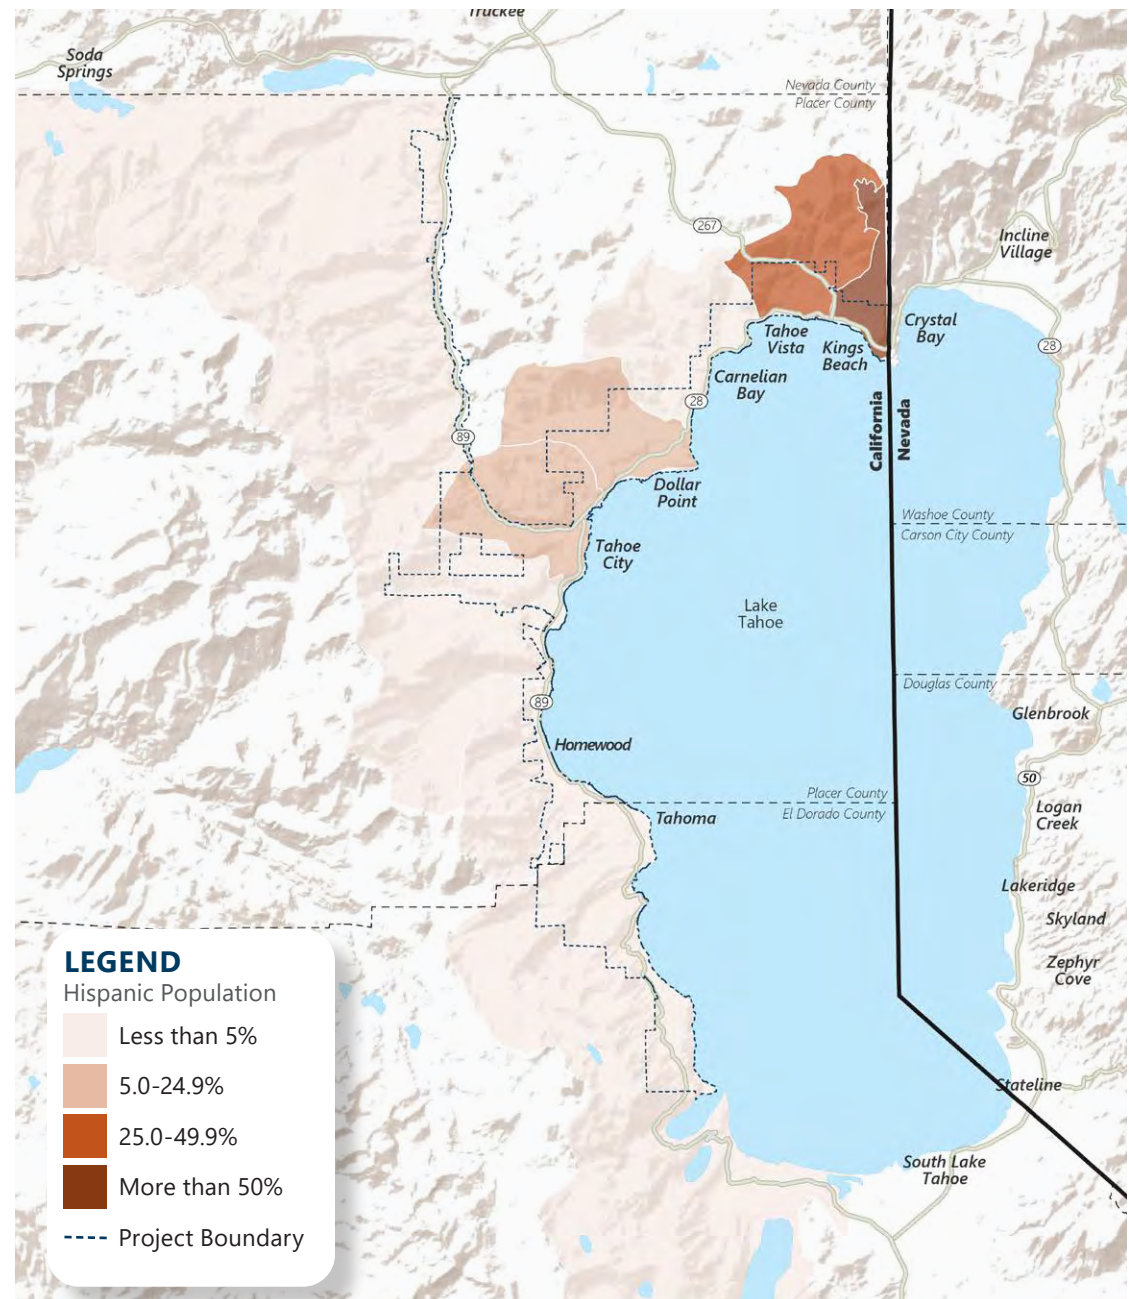 Truckee
Soda
Springs
Nevada County
Placer County
267
Incline
Village
Crystal
Bay
Tahoe
Vista
Kings
Beach
28
Carnelian
Bay
28
California
Nevada
89
Dollar
Point
Washoe County
Carson City County
Tahoe
City
Lake
Tahoe
Douglas County
89
Glenbrook
Homewood
50
Placer County
El Dorado County
Tahoma
Logan
Creek
Lakeridge
Skyland
Zephyr
Cove
Stateline
South Lake
Tahoe
LEGEND
Hispanic Population
Less than 5%
5.0-24.9%
25.0-49.9%
More than 50%
Project Boundary